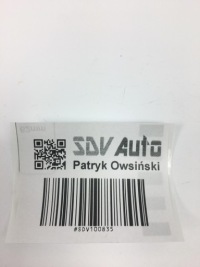 SDV Auto
Patryk Owsiński
#SDV100835